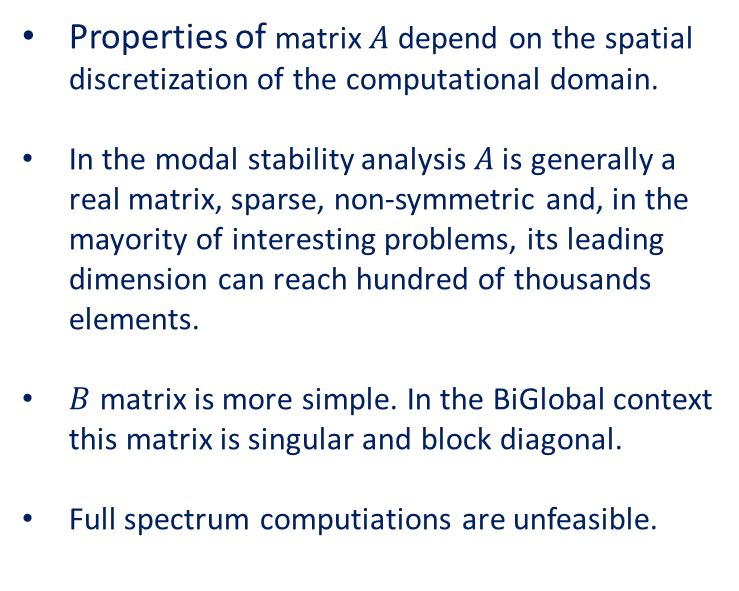 • Properties of matrix A depend on the spatial
discretization of the computational domain.
• In the modal stability analysis A is generally a
real matrix, sparse, non-symmetric and, in the
mayority of interesting problems, its leading
dimension can reach hundred of thousands
elements.
• B matrix is more simple. In the BiGlobal context
this matrix is singular and block diagonal.
• Full spectrum computiations are unfeasible.